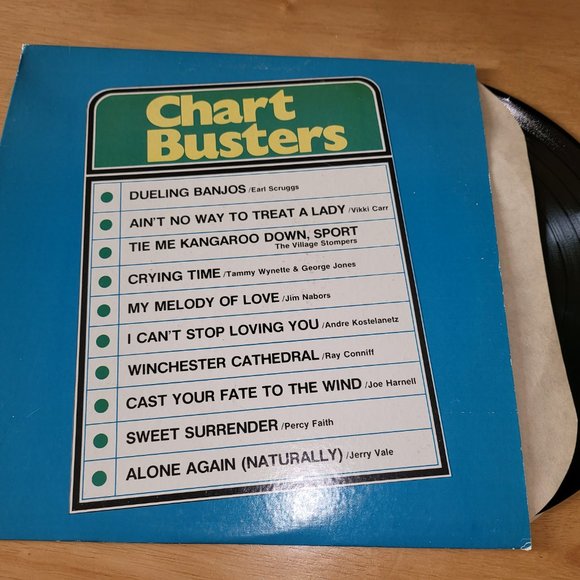 Chart
Busters
DUELING BANJOS /Earl Scruggs
AIN'T NO WAY TO TREAT A LADY /Vikki Carr
TIE ME KANGAROO DOWN, SPORT
The Village Stompers
CRYING TIME /Tammy Wynette & George Jones
MY MELODY OF LOVE /Jim Nabors
I CAN'T STOP LOVING YOU /Andre Kostelanetz
WINCHESTER CATHEDRAL /Ray Conniff
CAST YOUR FATE TO THE WIND /Joe Harnell
SWEET SURRENDER /Percy Faith
ALONE AGAIN (NATURALLY) /Jerry Vale